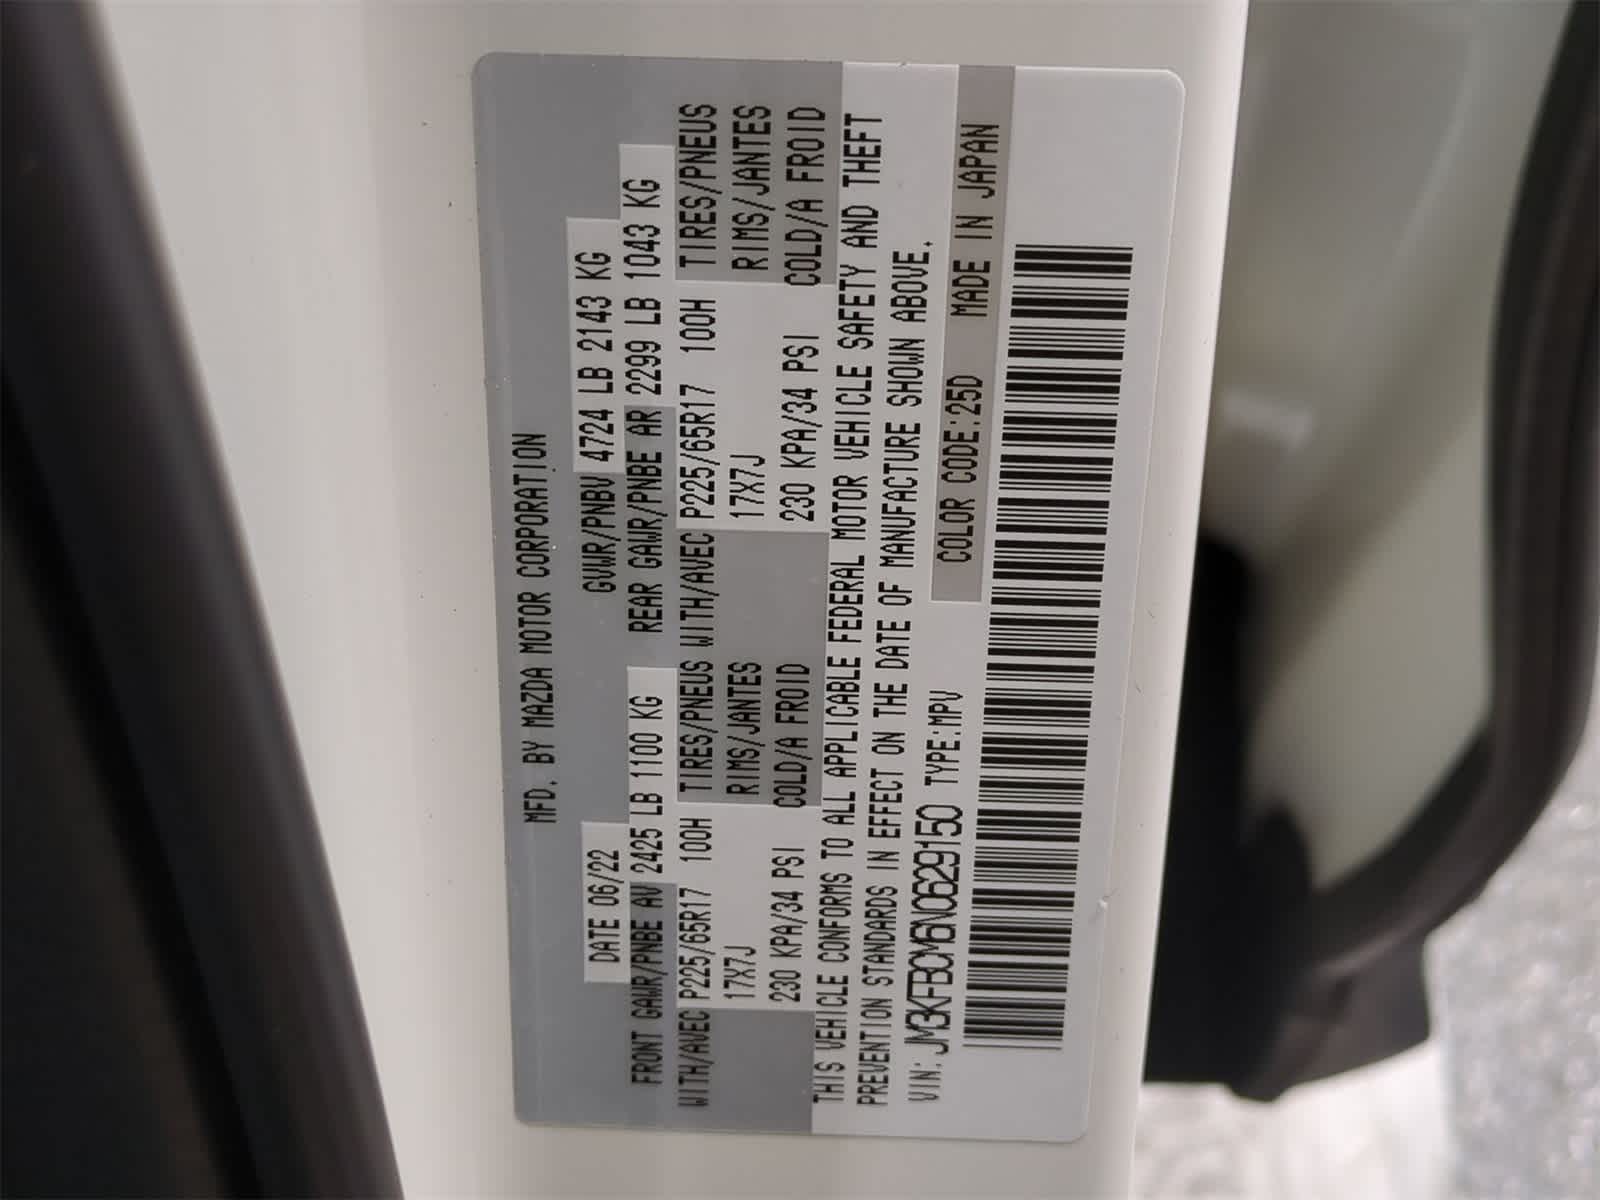 MFD. BY MAZDA MOTOR CORPORATION
DATE 06/22 GVWR/PNBV 4724 LB 2143 KG
FRONT GAWR/PNBE AV 2425 LB 1100 KG REAR GAWR/PNBE AR 2299 LB 1043 KG
WITH/AVEC P225/65R17 100H TIRES/PNEUS WITH/AVEC P225/65R17 100H TIRES/PNEUS
17X7J RIMS/JANTES 17X7J RIMS/JANTES
230 KPA/34 PSI COLD/A FROID 230 KPA/34 PSI COLD/A FROID
THIS VEHICLE CONFORMS TO ALL APPLICABLE FEDERAL MOTOR VEHICLE SAFETY AND THEFT
PREVENTION STANDARDS IN EFFECT ON THE DATE OF MANUFACTURE SHOWN ABOVE.
VIN: JM3KFBCM6N0629150 TYPE:MPV COLOR CODE:25D MADE IN JAPAN